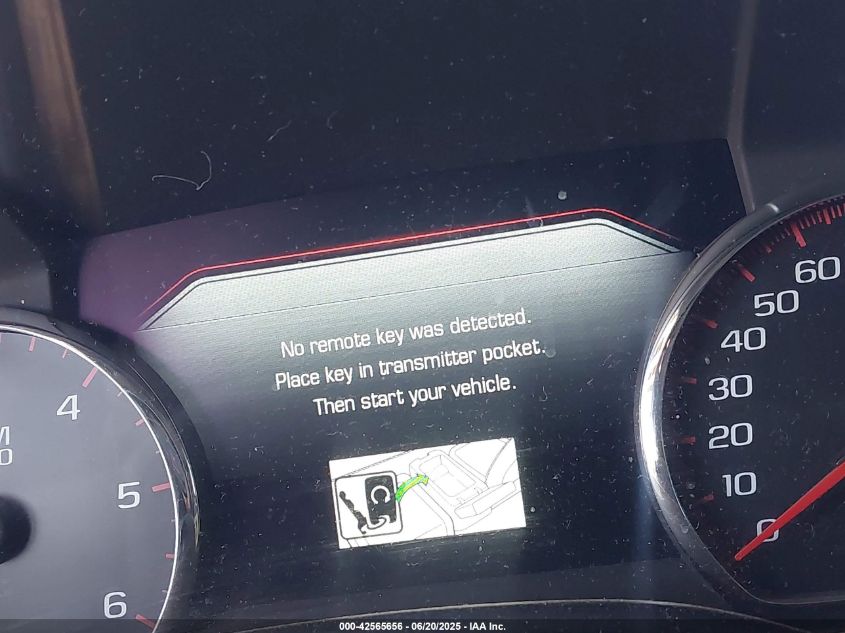 No remote key was detected.
Place key in transmitter pocket.
Then start your vehicle.
4
5
6
60
50
40
30
20
10
0
000-42565656 - 06/20/2025 - IAA Inc.